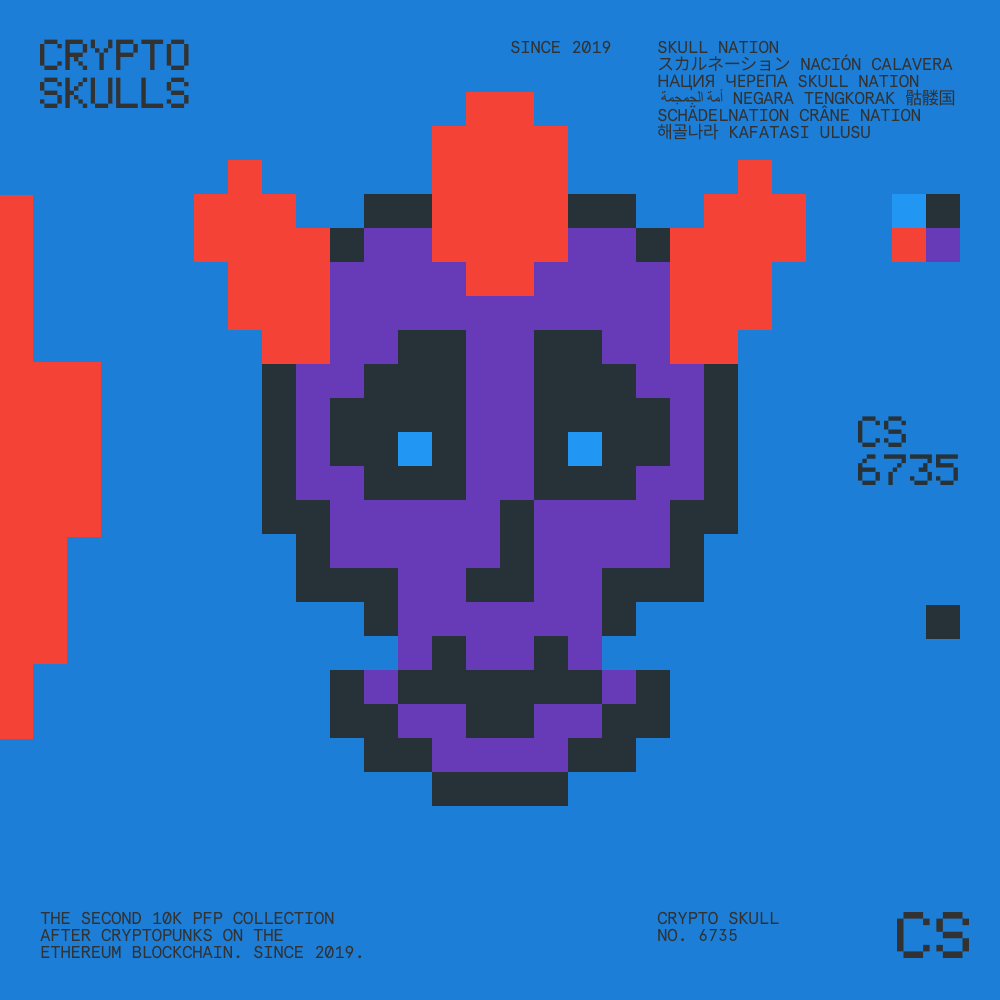 CRYPTO
SKULLS
SINCE 2019
SKULL NATION
スカルネーション NACIÓN CALAVERA
НАЦИЯ ЧЕРЕПА SKULL NATION
أمة الجمجمة NEGARA TENGKORAK 骷髅国
SCHÄDELNATION CRÂNE NATION
해골나라 KAFATASI ULUSU
CS
6735
THE SECOND 10K PFP COLLECTION
AFTER CRYPTOPUNKS ON THE
ETHEREUM BLOCKCHAIN. SINCE 2019.
CRYPTO SKULL
NO. 6735
CS